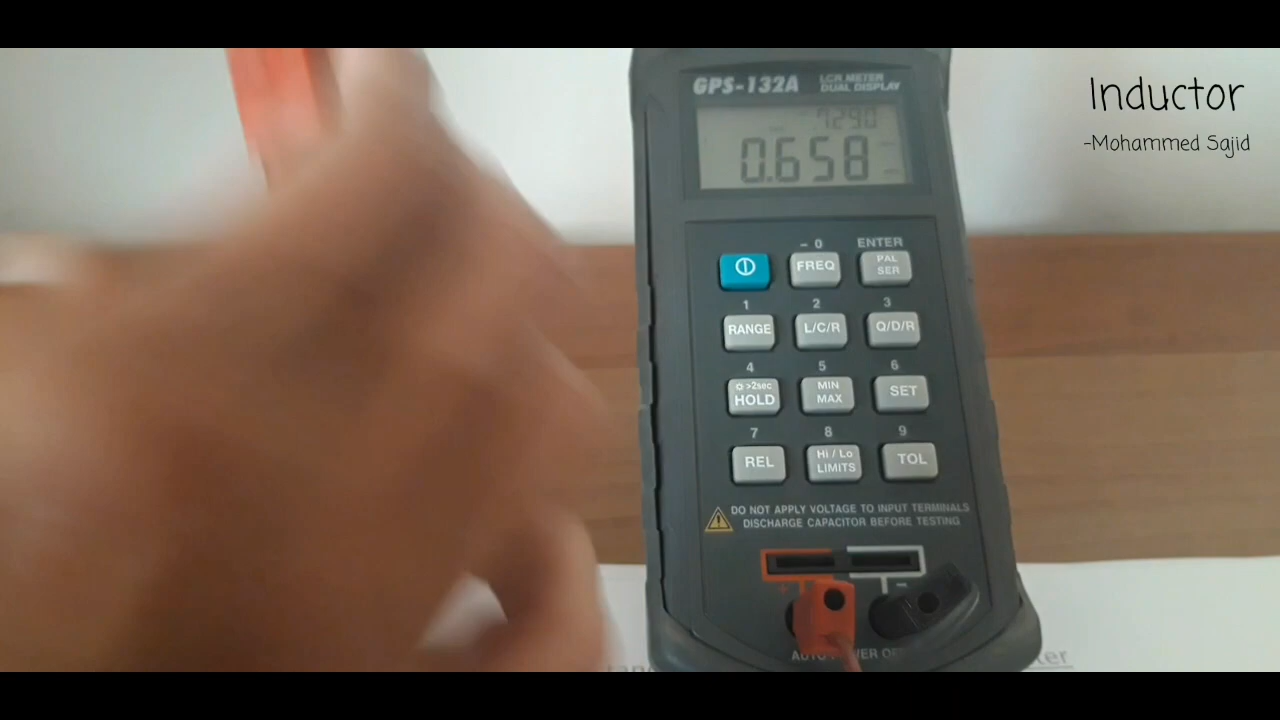 Inductor
-Mohammed Sajid
GPS-132A
LCR METER
DUAL DISPLAY
7290
0.658
- 0
ENTER
FREQ
PAL
SER
1 2 3
RANGE L/C/R Q/D/R
4 5 6
>2sec
HOLD
MIN
MAX
SET
7 8 9
REL
Hi / Lo
LIMITS
TOL
DO NOT APPLY VOLTAGE TO INPUT TERMINALS
DISCHARGE CAPACITOR BEFORE TESTING
+ −
AUTO